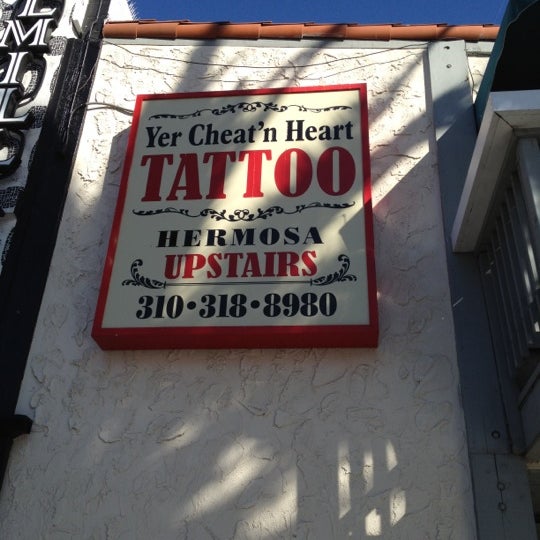 Yer Cheat'n Heart
TATTOO
HERMOSA
UPSTAIRS
310•318•8980